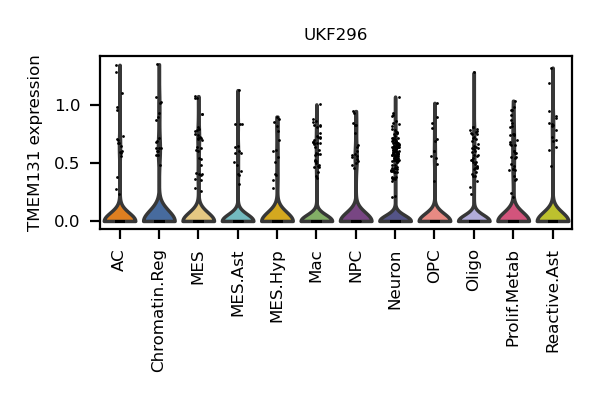 UKF296
TMEM131 expression
1.0
0.5
0.0
AC
Chromatin.Reg
MES
MES.Ast
MES.Hyp
Mac
NPC
Neuron
OPC
Oligo
Prolif.Metab
Reactive.Ast